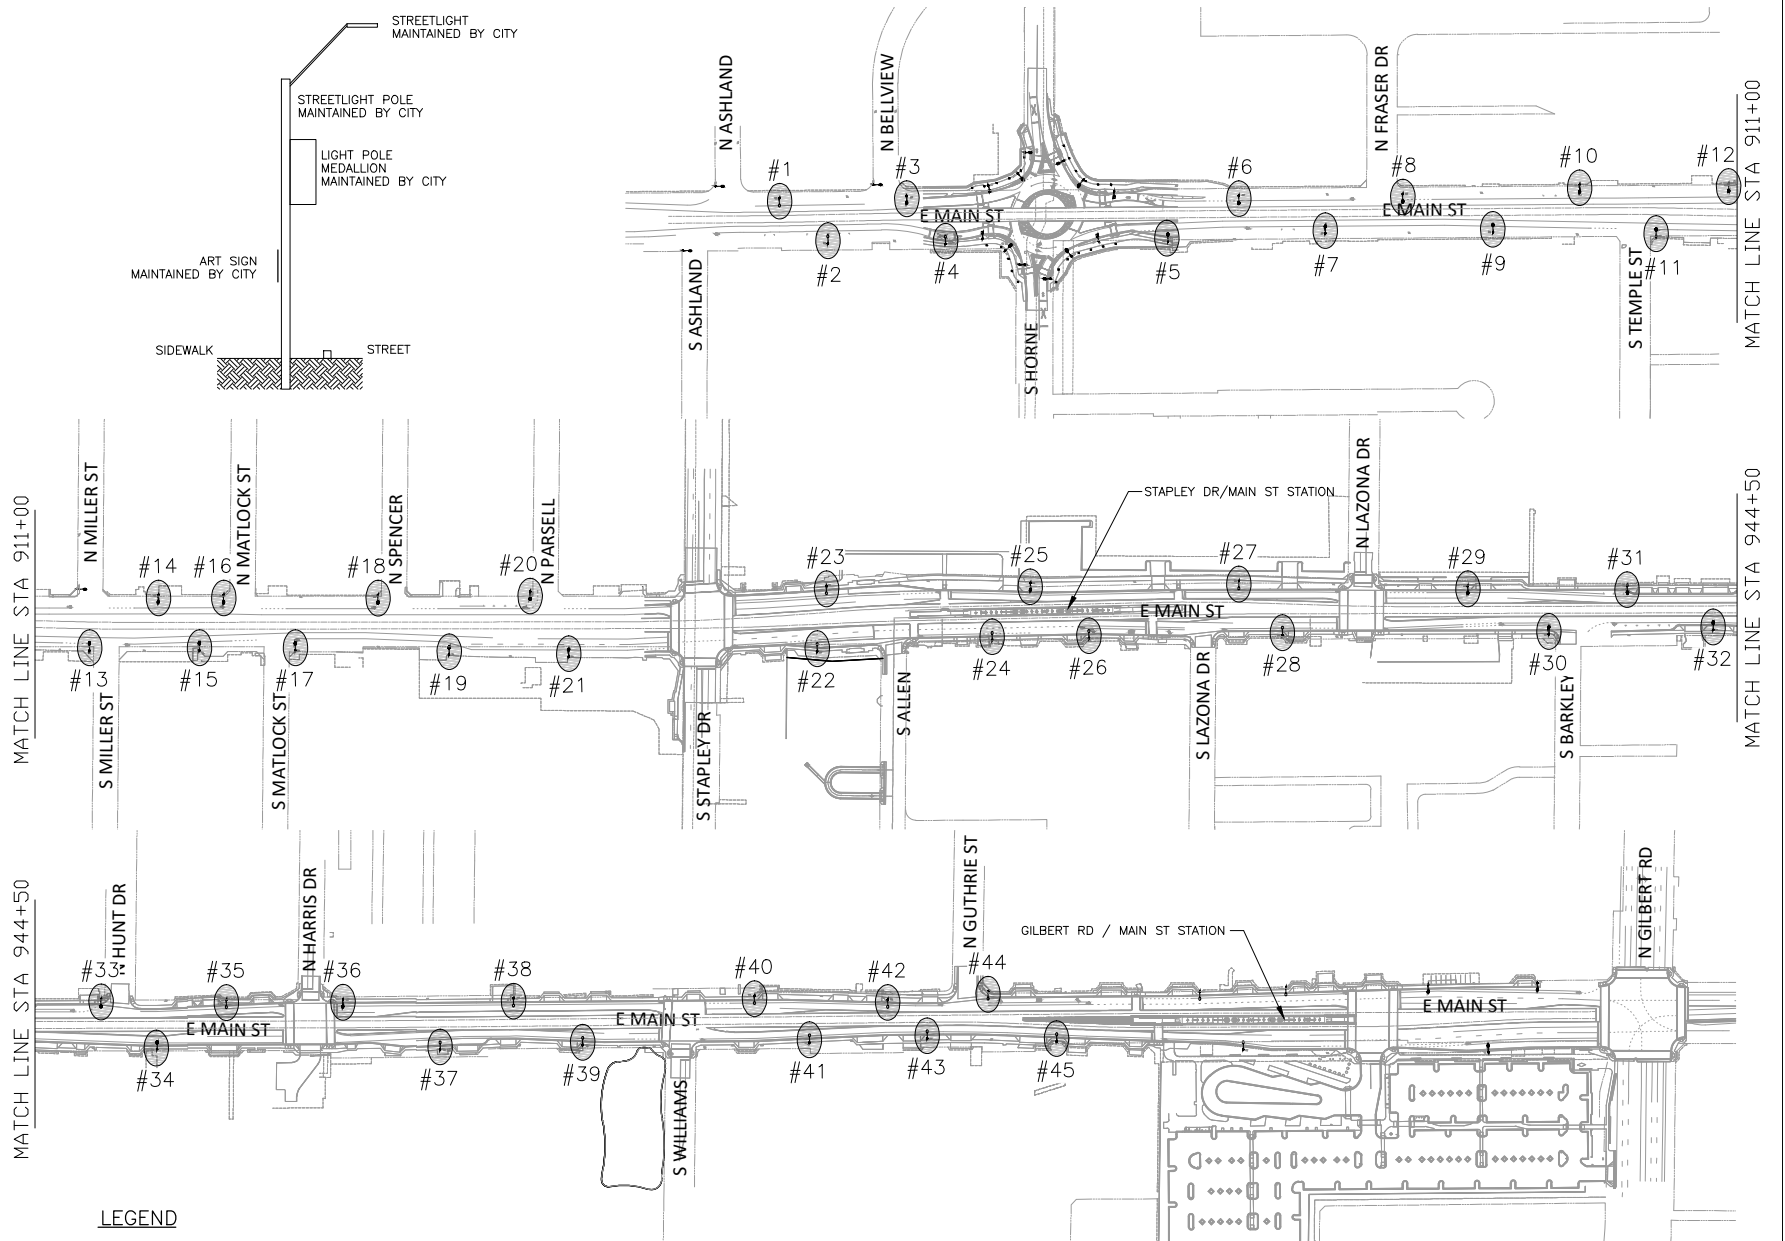 STREETLIGHT
MAINTAINED BY CITY
STREETLIGHT POLE
MAINTAINED BY CITY
LIGHT POLE
MEDALLION
MAINTAINED BY CITY
ART SIGN
MAINTAINED BY CITY
SIDEWALK
STREET
N ASHLAND
N BELLVIEW
N FRASER DR
#1
#3
#6
#8
#10
#12
E MAIN ST
E MAIN ST
#2
#4
#5
#7
#9
#11
S ASHLAND
S HORNE
S TEMPLE ST
MATCH LINE STA 911+00
MATCH LINE STA 911+00
N MILLER ST
N MATLOCK ST
N SPENCER
N PARSELL
STAPLEY DR/MAIN ST STATION
N LAZONA DR
#14
#16
#18
#20
#23
#25
#27
#29
#31
E MAIN ST
#13
#15
#17
#19
#21
#22
#24
#26
#28
#30
#32
S MILLER ST
S MATLOCK ST
S STAPLEY DR
S ALLEN
S LAZONA DR
S BARKLEY
MATCH LINE STA 944+50
MATCH LINE STA 944+50
N HUNT DR
N HARRIS DR
N GUTHRIE ST
GILBERT RD / MAIN ST STATION
N GILBERT RD
#33
#35
#36
#38
#40
#42
#44
E MAIN ST
E MAIN ST
E MAIN ST
#34
#37
#39
#41
#43
#45
S WILLIAMS
LEGEND